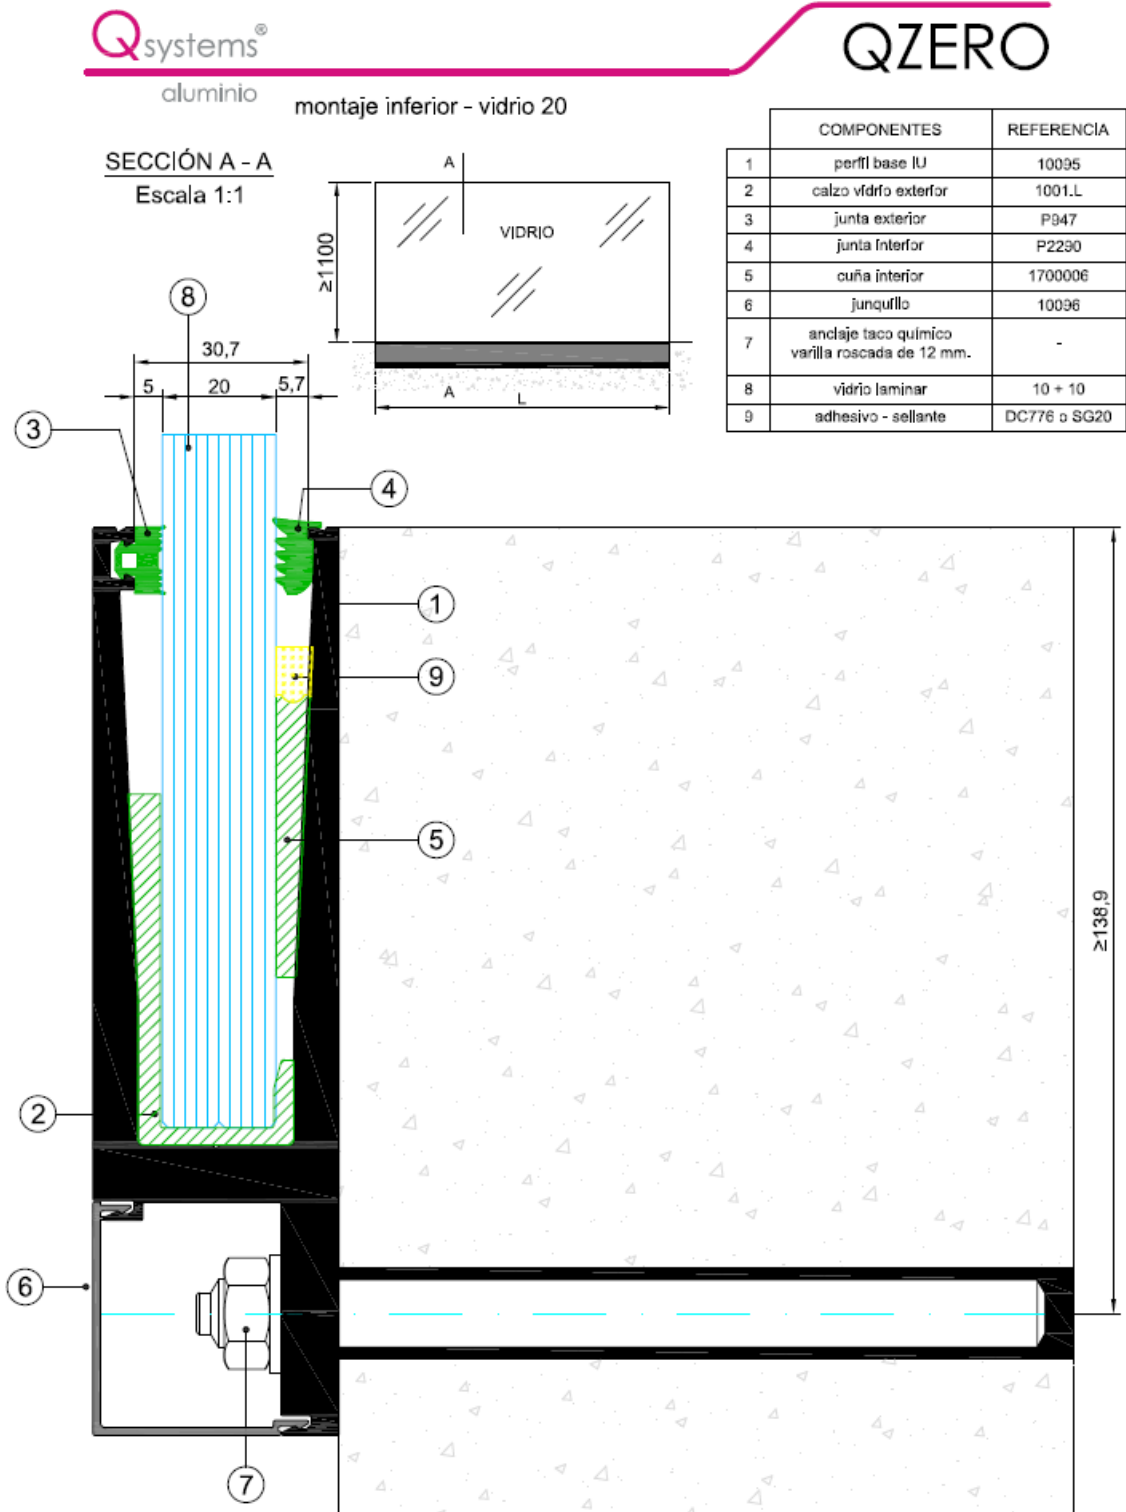 Qsystems®
aluminio
QZERO
montaje inferior - vidrio 20
SECCIÓN A - A
Escala 1:1
COMPONENTES REFERENCIA
1 perfil base IU 10095
2 calzo vidrio exterior 1001.L
3 junta exterior P947
4 junta interior P2290
5 cuña interior 1700006
6 junquillo 10096
7 anclaje taco químico
varilla roscada de 12 mm. -
8 vidrio laminar 10 + 10
9 adhesivo - sellante DC776 o SG20
A
VIDRIO
≥1100
A
L
8
30,7
5 20 5,7
3
4
1
9
5
≥138,9
2
6
7